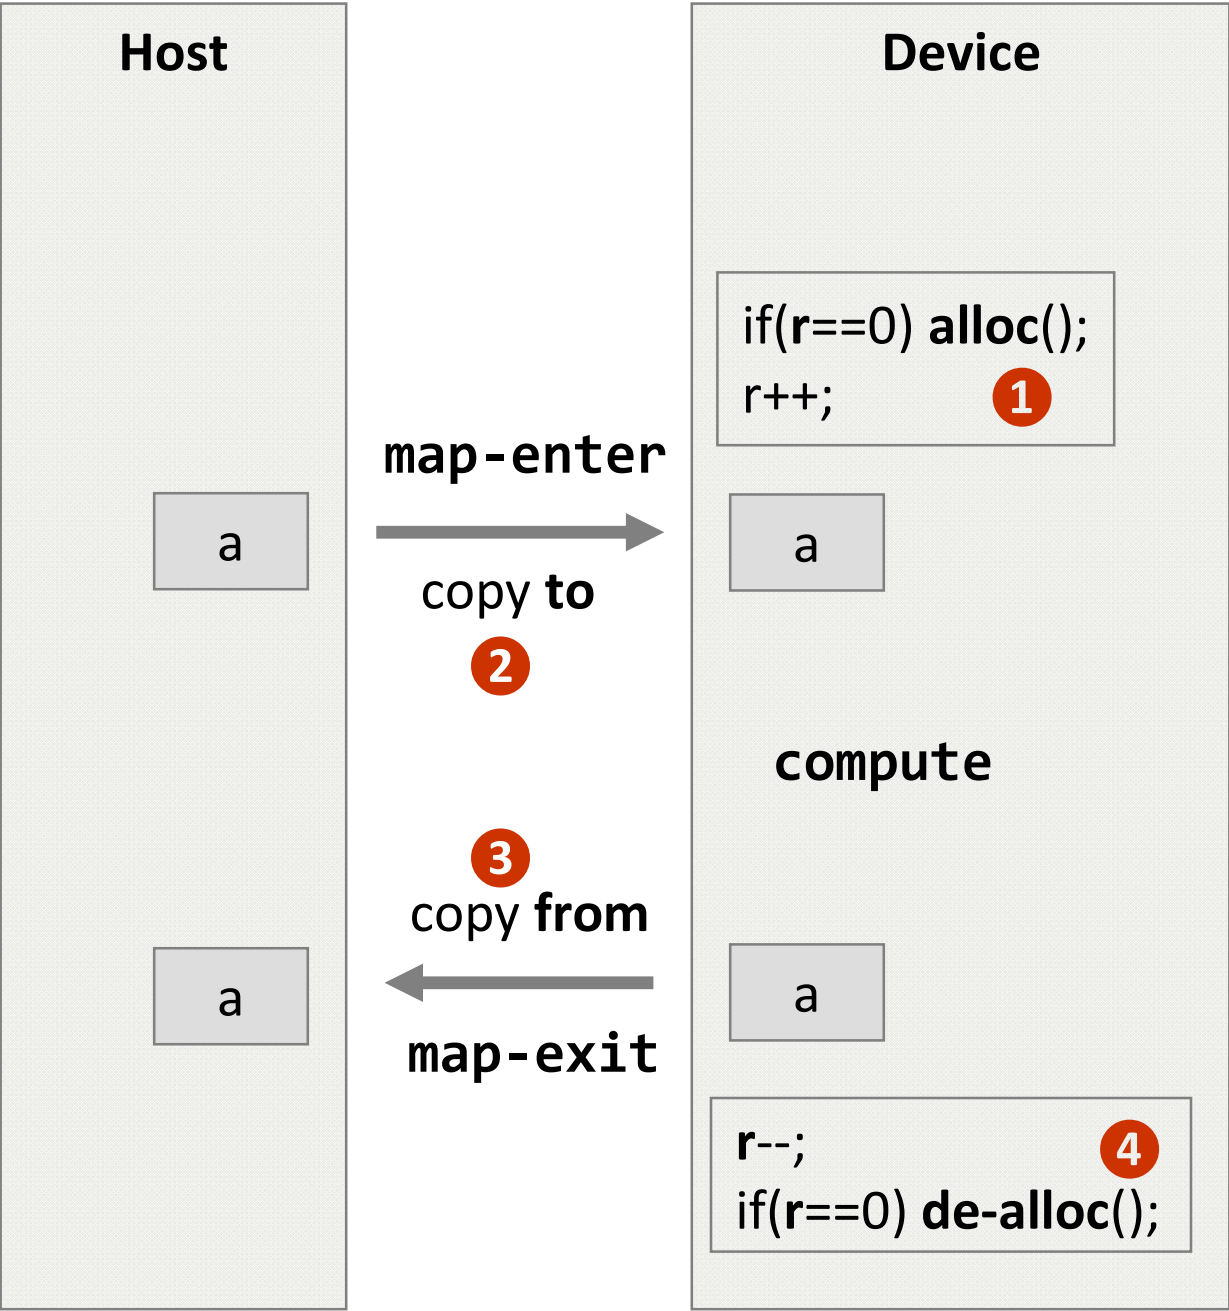 Host
Device
if(r==0) alloc();
r++;
1
map-enter
a
a
copy to
2
compute
3
copy from
a
a
map-exit
r--;
4
if(r==0) de-alloc();